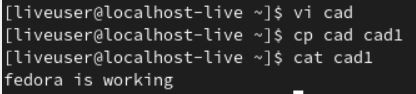 [liveuser@localhost-live ~]$ vi cad
[liveuser@localhost-live ~]$ cp cad cad1
[liveuser@localhost-live ~]$ cat cad1
fedora is working